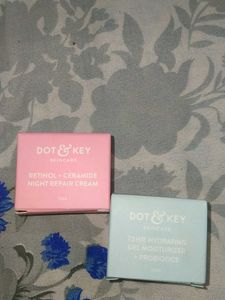 DOT & KEY
SKINCARE
RETINOL + CERAMIDE
NIGHT REPAIR CREAM
DOT & KEY
SKINCARE
72HR HYDRATING
GEL MOISTURIZER
+ PROBIOTICS